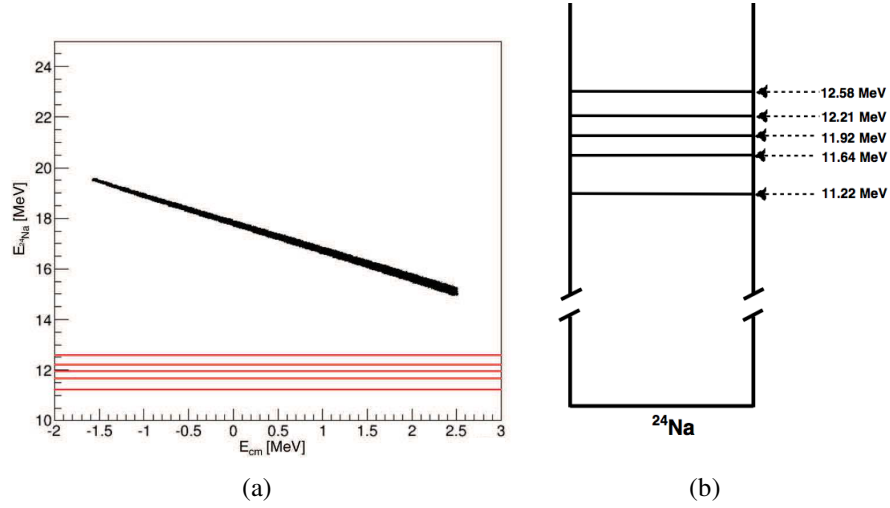 24
22
20
18
16
14
12
10
-2
-1.5
-1
-0.5
0
0.5
1
1.5
2
2.5
3
E24Na [MeV]
Ecm [MeV]
(a)
12.58 MeV
12.21 MeV
11.92 MeV
11.64 MeV
11.22 MeV
24Na
(b)